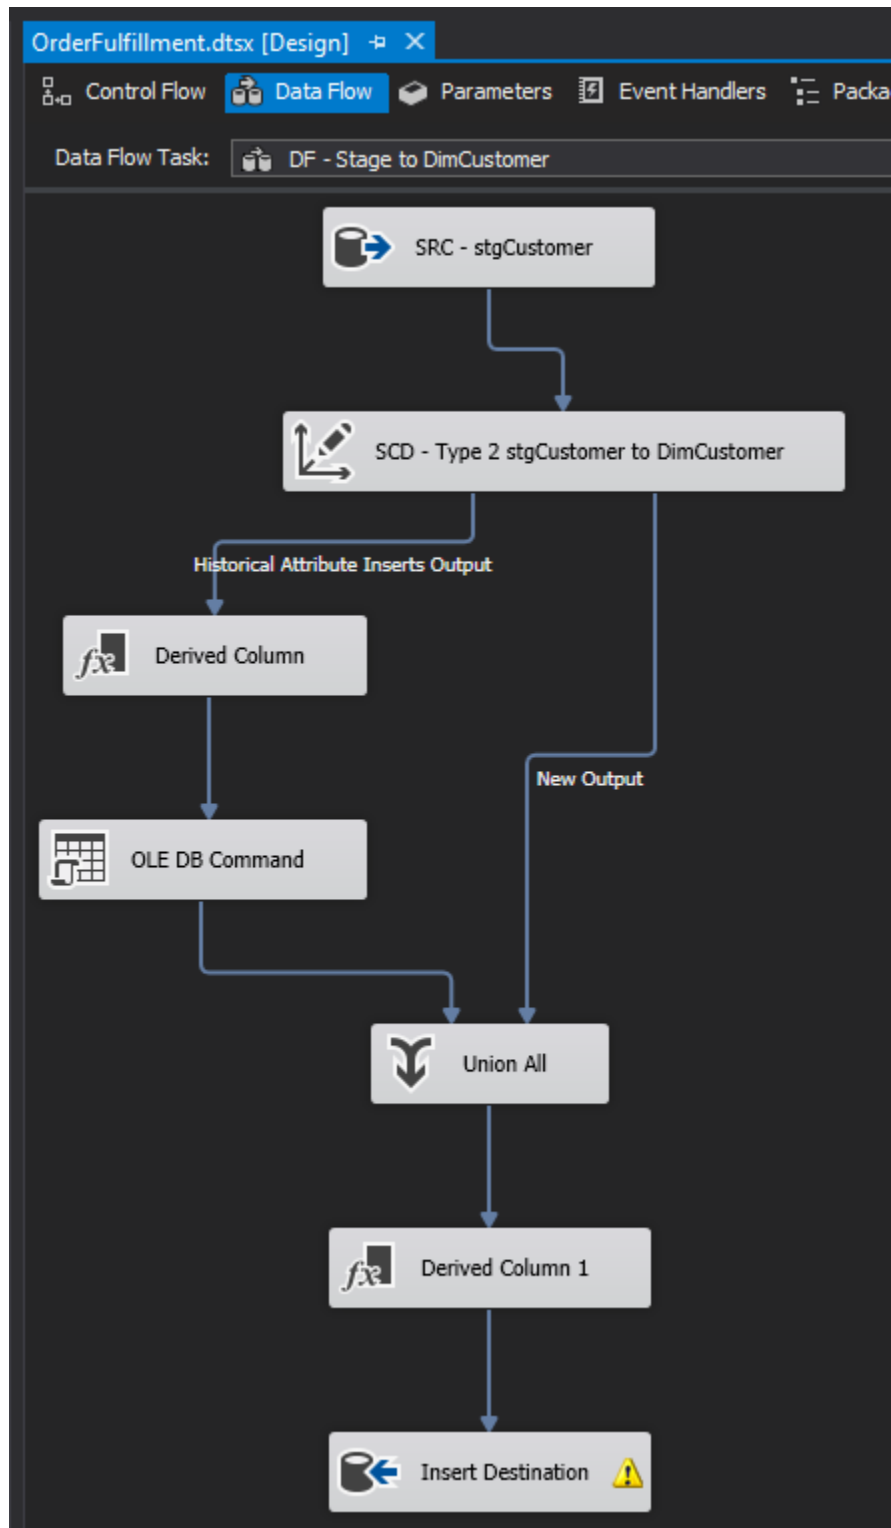 OrderFulfillment.dtsx [Design]
Control Flow Data Flow Parameters Event Handlers Packa
Data Flow Task: DF - Stage to DimCustomer
SRC - stgCustomer
SCD - Type 2 stgCustomer to DimCustomer
Historical Attribute Inserts Output
Derived Column
New Output
OLE DB Command
Union All
Derived Column 1
Insert Destination